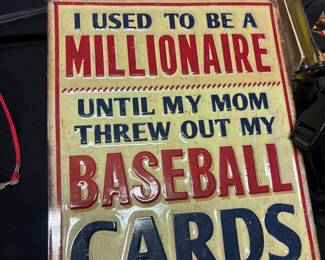 I USED TO BE A
MILLIONAIRE
UNTIL MY MOM
THREW OUT MY
BASEBALL
CARDS